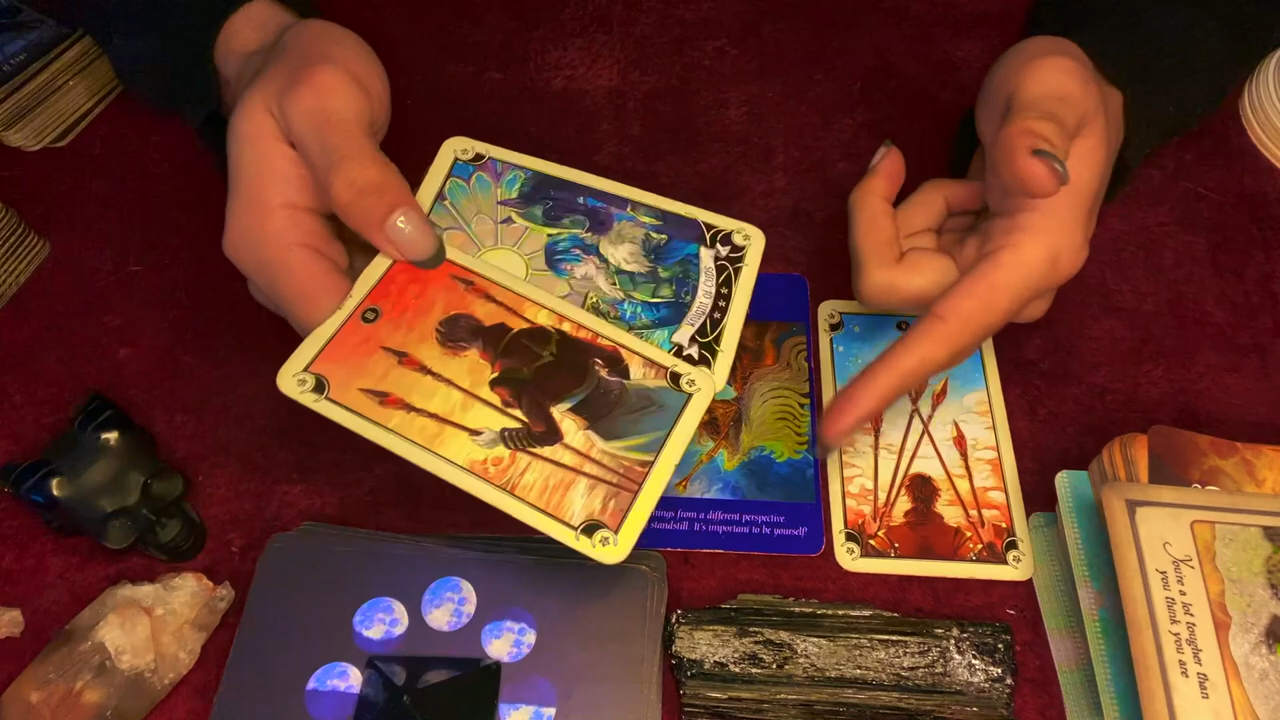 Knight of Cups
III
things from a different perspective.
standstill. It's important to be yourself!
You're a lot tougher than
you think you are